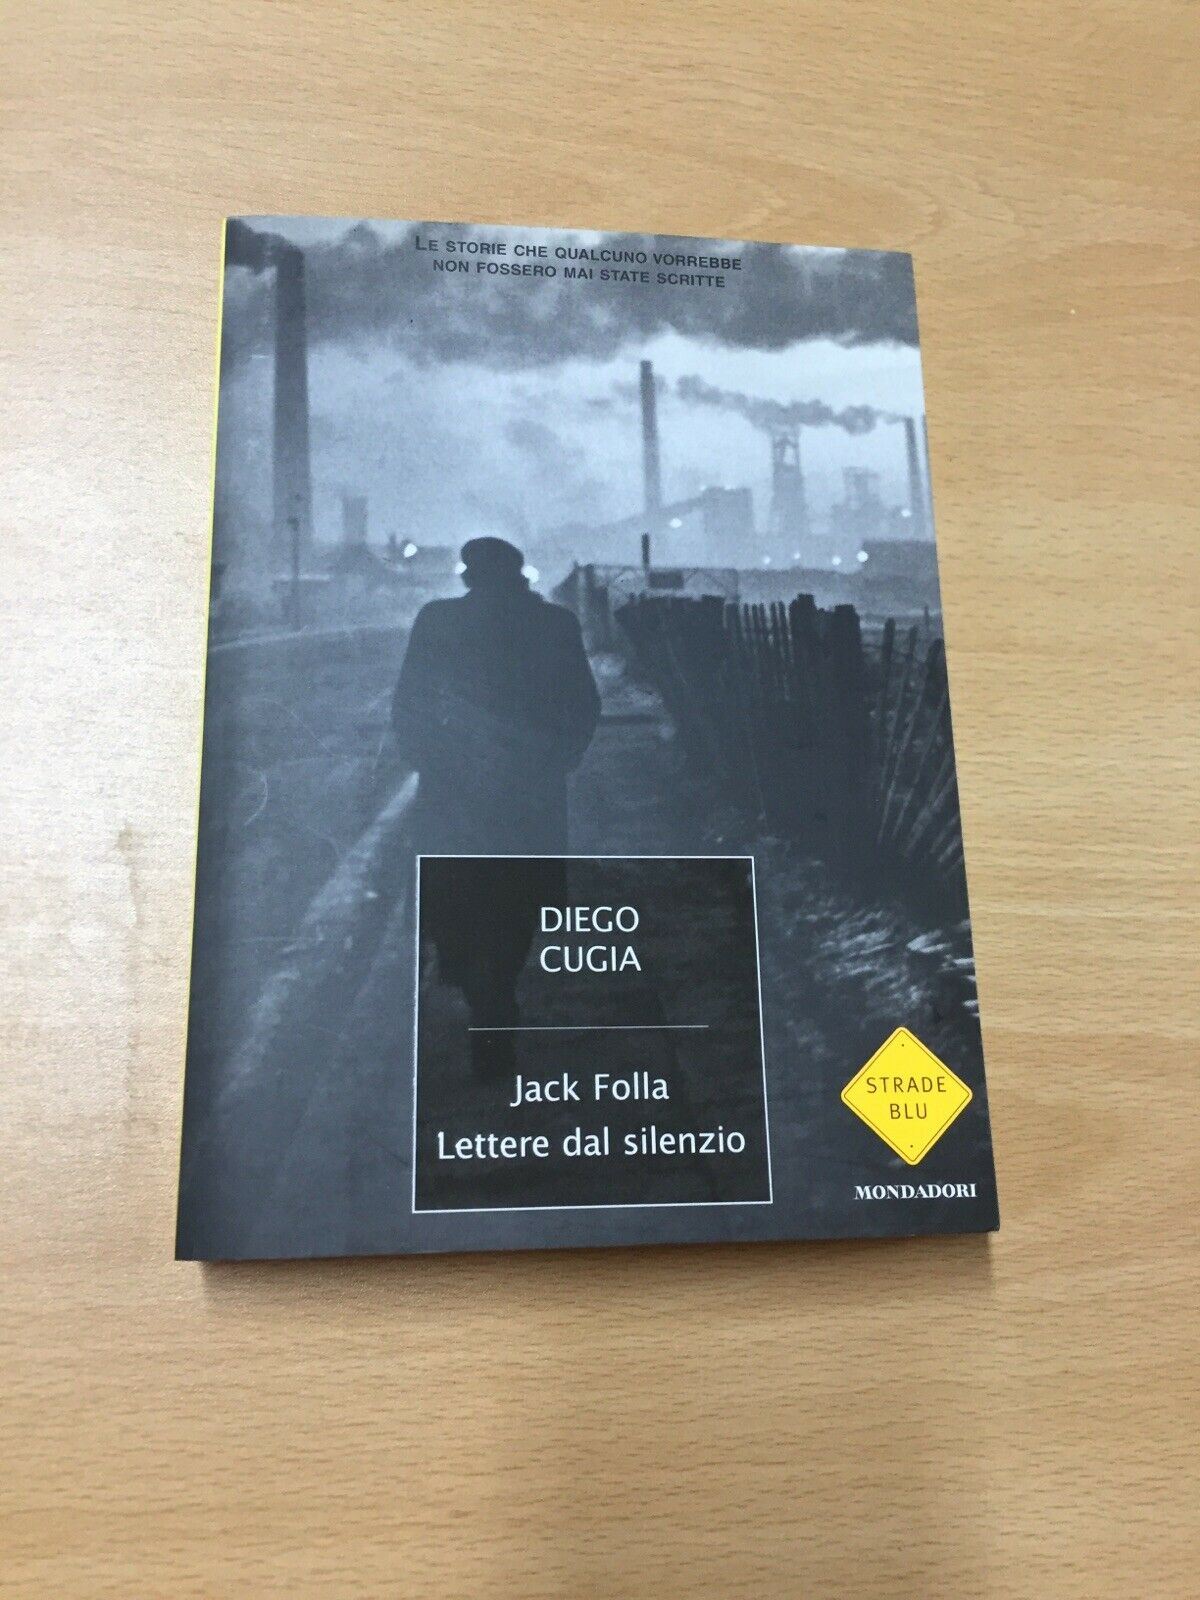 LE STORIE CHE QUALCUNO VORREBBE
NON FOSSERO MAI STATE SCRITTE
DIEGO
CUGIA
Jack Folla
Lettere dal silenzio
STRADE
BLU
MONDADORI